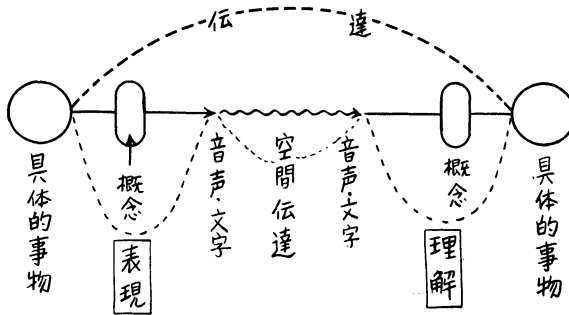 伝達
具体的事物
概念
表現
音声・文字
空間伝達
音声・文字
概念
理解
具体的事物